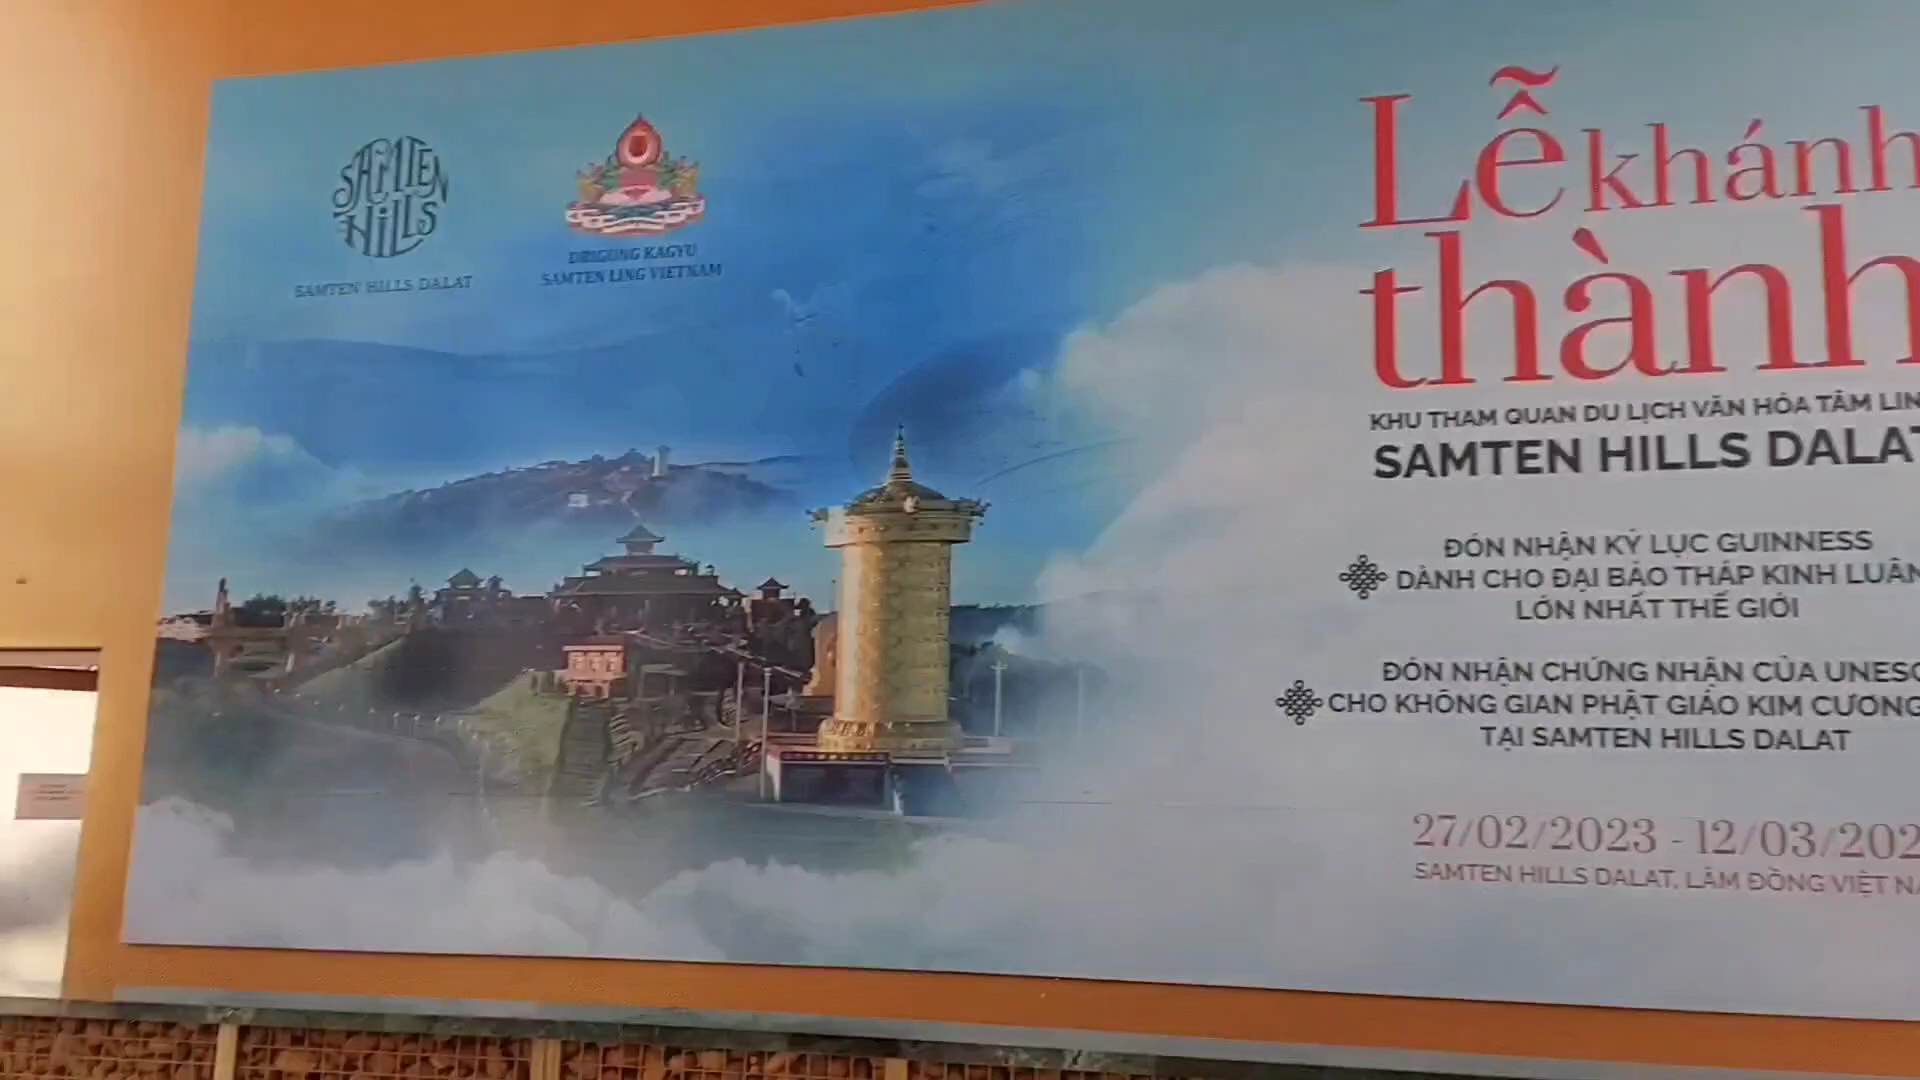 SAMTEN HILLS
SAMTEN HILLS DALAT
DRIGUNG KAGYU
SAMTEN LING VIETNAM
Lễ khánh
thành
KHU THAM QUAN DU LỊCH VĂN HÓA TÂM LIN
SAMTEN HILLS DALAT
ĐÓN NHẬN KỶ LỤC GUINNESS
DÀNH CHO ĐẠI BẢO THÁP KINH LUÂN
LỚN NHẤT THẾ GIỚI
ĐÓN NHẬN CHỨNG NHẬN CỦA UNESC
CHO KHÔNG GIAN PHẬT GIÁO KIM CƯƠNG
TẠI SAMTEN HILLS DALAT
27/02/2023 - 12/03/202
SAMTEN HILLS DALAT, LÂM ĐỒNG VIỆT NA